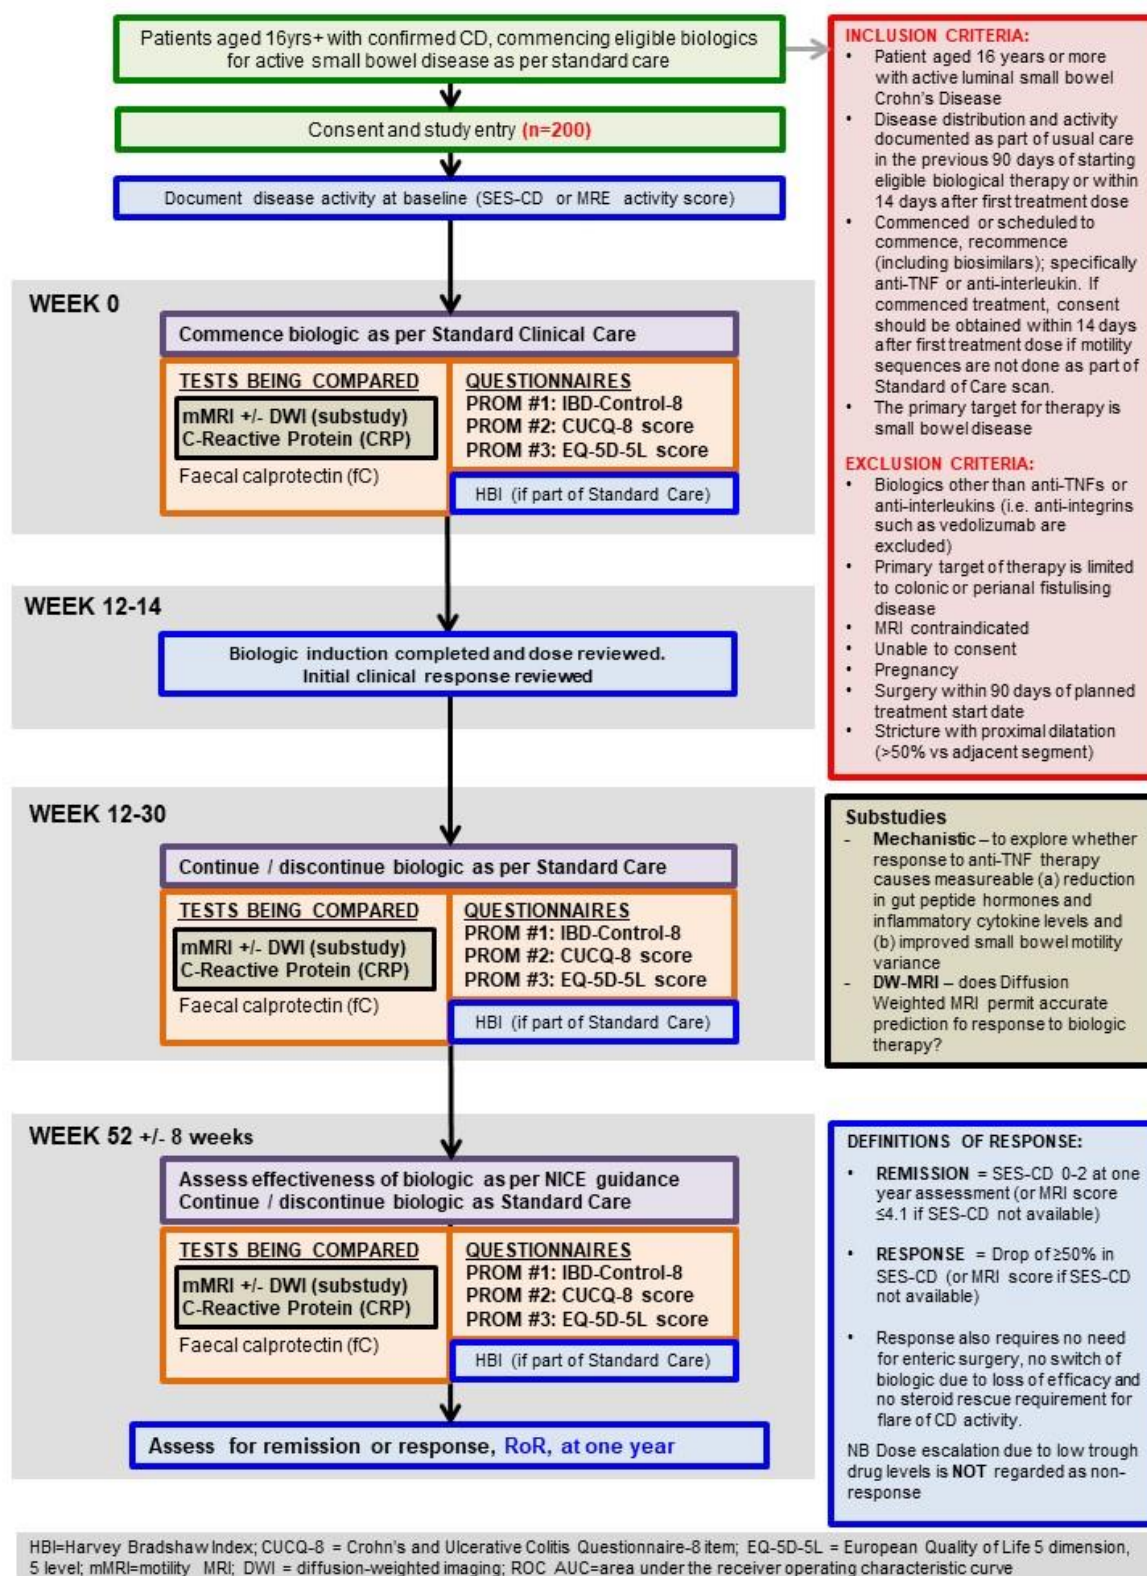 Patients aged 16yrs+ with confirmed CD, commencing eligible biologics
for active small bowel disease as per standard care
Consent and study entry (n=200)
Document disease activity at baseline (SES-CD or MRE activity score)
WEEK 0
Commence biologic as per Standard Clinical Care
TESTS BEING COMPARED
mMRI +/- DWI (substudy)
C-Reactive Protein (CRP)
Faecal calprotectin (fC)
QUESTIONNAIRES
PROM #1: IBD-Control-8
PROM #2: CUCQ-8 score
PROM #3: EQ-5D-5L score
HBI (if part of Standard Care)
WEEK 12-14
Biologic induction completed and dose reviewed.
Initial clinical response reviewed
WEEK 12-30
Continue / discontinue biologic as per Standard Care
TESTS BEING COMPARED
mMRI +/- DWI (substudy)
C-Reactive Protein (CRP)
Faecal calprotectin (fC)
QUESTIONNAIRES
PROM #1: IBD-Control-8
PROM #2: CUCQ-8 score
PROM #3: EQ-5D-5L score
HBI (if part of Standard Care)
WEEK 52 +/- 8 weeks
Assess effectiveness of biologic as per NICE guidance
Continue / discontinue biologic as Standard Care
TESTS BEING COMPARED
mMRI +/- DWI (substudy)
C-Reactive Protein (CRP)
Faecal calprotectin (fC)
QUESTIONNAIRES
PROM #1: IBD-Control-8
PROM #2: CUCQ-8 score
PROM #3: EQ-5D-5L score
HBI (if part of Standard Care)
Assess for remission or response, RoR, at one year
INCLUSION CRITERIA:
• Patient aged 16 years or more
with active luminal small bowel
Crohn's Disease
• Disease distribution and activity
documented as part of usual care
in the previous 90 days of starting
eligible biological therapy or within
14 days after first treatment dose
• Commenced or scheduled to
commence, recommence
(including biosimilars); specifically
anti-TNF or anti-interleukin. If
commenced treatment, consent
should be obtained within 14 days
after first treatment dose if motility
sequences are not done as part of
Standard of Care scan.
• The primary target for therapy is
small bowel disease
EXCLUSION CRITERIA:
• Biologics other than anti-TNFs or
anti-interleukins (i.e. anti-integrins
such as vedolizumab are
excluded)
• Primary target of therapy is limited
to colonic or perianal fistulising
disease
• MRI contraindicated
• Unable to consent
• Pregnancy
• Surgery within 90 days of planned
treatment start date
• Stricture with proximal dilatation
(>50% vs adjacent segment)
Substudies
- Mechanistic – to explore whether
response to anti-TNF therapy
causes measureable (a) reduction
in gut peptide hormones and
inflammatory cytokine levels and
(b) improved small bowel motility
variance
- DW-MRI – does Diffusion
Weighted MRI permit accurate
prediction fo response to biologic
therapy?
DEFINITIONS OF RESPONSE:
• REMISSION = SES-CD 0-2 at one
year assessment (or MRI score
≤4.1 if SES-CD not available)
• RESPONSE = Drop of ≥50% in
SES-CD (or MRI score if SES-CD
not available)
• Response also requires no need
for enteric surgery, no switch of
biologic due to loss of efficacy and
no steroid rescue requirement for
flare of CD activity.
NB Dose escalation due to low trough
drug levels is NOT regarded as non-
response
HBI=Harvey Bradshaw Index; CUCQ-8 = Crohn's and Ulcerative Colitis Questionnaire-8 item; EQ-5D-5L = European Quality of Life 5 dimension,
5 level; mMRI=motility MRI; DWI = diffusion-weighted imaging; ROC AUC=area under the receiver operating characteristic curve